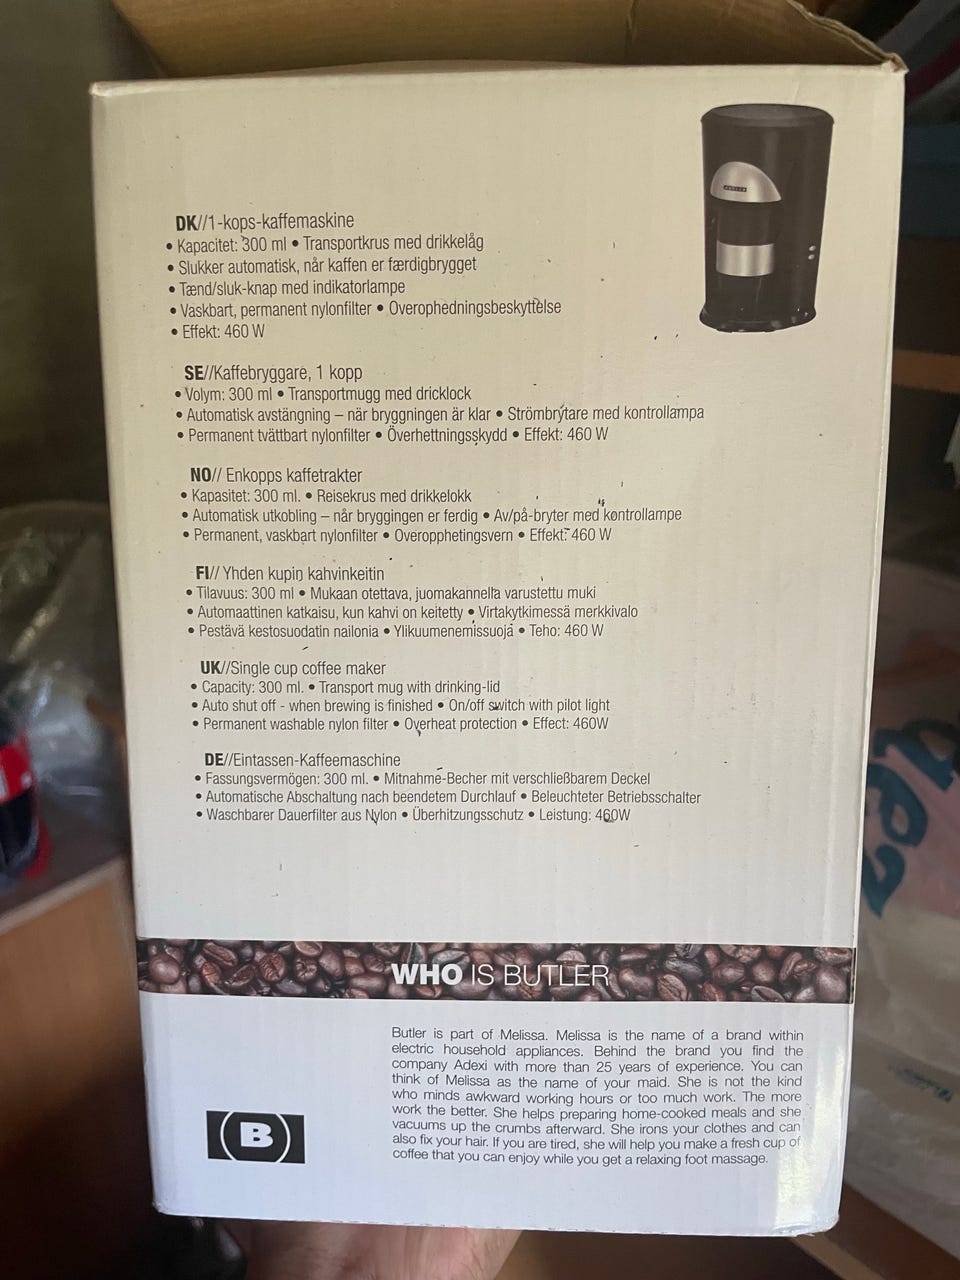 BUTLER
DK//1-kops-kaffemaskine
• Kapacitet: 300 ml • Transportkrus med drikkelåg
• Slukker automatisk, når kaffen er færdigbrygget
• Tænd/sluk-knap med indikatorlampe
• Vaskbart, permanent nylonfilter • Overophedningsbeskyttelse
• Effekt: 460 W
SE//Kaffebryggare, 1 kopp
• Volym: 300 ml • Transportmugg med dricklock
• Automatisk avstängning – när bryggningen är klar • Strömbrytare med kontrollampa
• Permanent tvättbart nylonfilter • Överhettningsskydd • Effekt: 460 W
NO// Enkopps kaffetrakter
• Kapasitet: 300 ml. • Reisekrus med drikkelokk
• Automatisk utkobling – når bryggingen er ferdig • Av/på-bryter med kontrollampe
• Permanent, vaskbart nylonfilter • Overopphetingsvern • Effekt: 460 W
FI// Yhden kupin kahvinkeitin
• Tilavuus: 300 ml • Mukaan otettava, juomakannella varustettu muki
• Automaattinen katkaisu, kun kahvi on keitetty • Virtakytkimessä merkkivalo
• Pestävä kestosuodatin nailonia • Ylikuumenemissuoja • Teho: 460 W
UK//Single cup coffee maker
• Capacity: 300 ml. • Transport mug with drinking-lid
• Auto shut off - when brewing is finished • On/off switch with pilot light
• Permanent washable nylon filter • Overheat protection • Effect: 460W
DE//Eintassen-Kaffeemaschine
• Fassungsvermögen: 300 ml. • Mitnahme-Becher mit verschließbarem Deckel
• Automatische Abschaltung nach beendetem Durchlauf • Beleuchteter Betriebsschalter
• Waschbarer Dauerfilter aus Nylon • Überhitzungsschutz • Leistung: 460W
WHO IS BUTLER
Butler is part of Melissa. Melissa is the name of a brand within
electric household appliances. Behind the brand you find the
company Adexi with more than 25 years of experience. You can
think of Melissa as the name of your maid. She is not the kind
who minds awkward working hours or too much work. The more
work the better. She helps preparing home-cooked meals and she
vacuums up the crumbs afterward. She irons your clothes and can
also fix your hair. If you are tired, she will help you make a fresh cup of
coffee that you can enjoy while you get a relaxing foot massage.
B